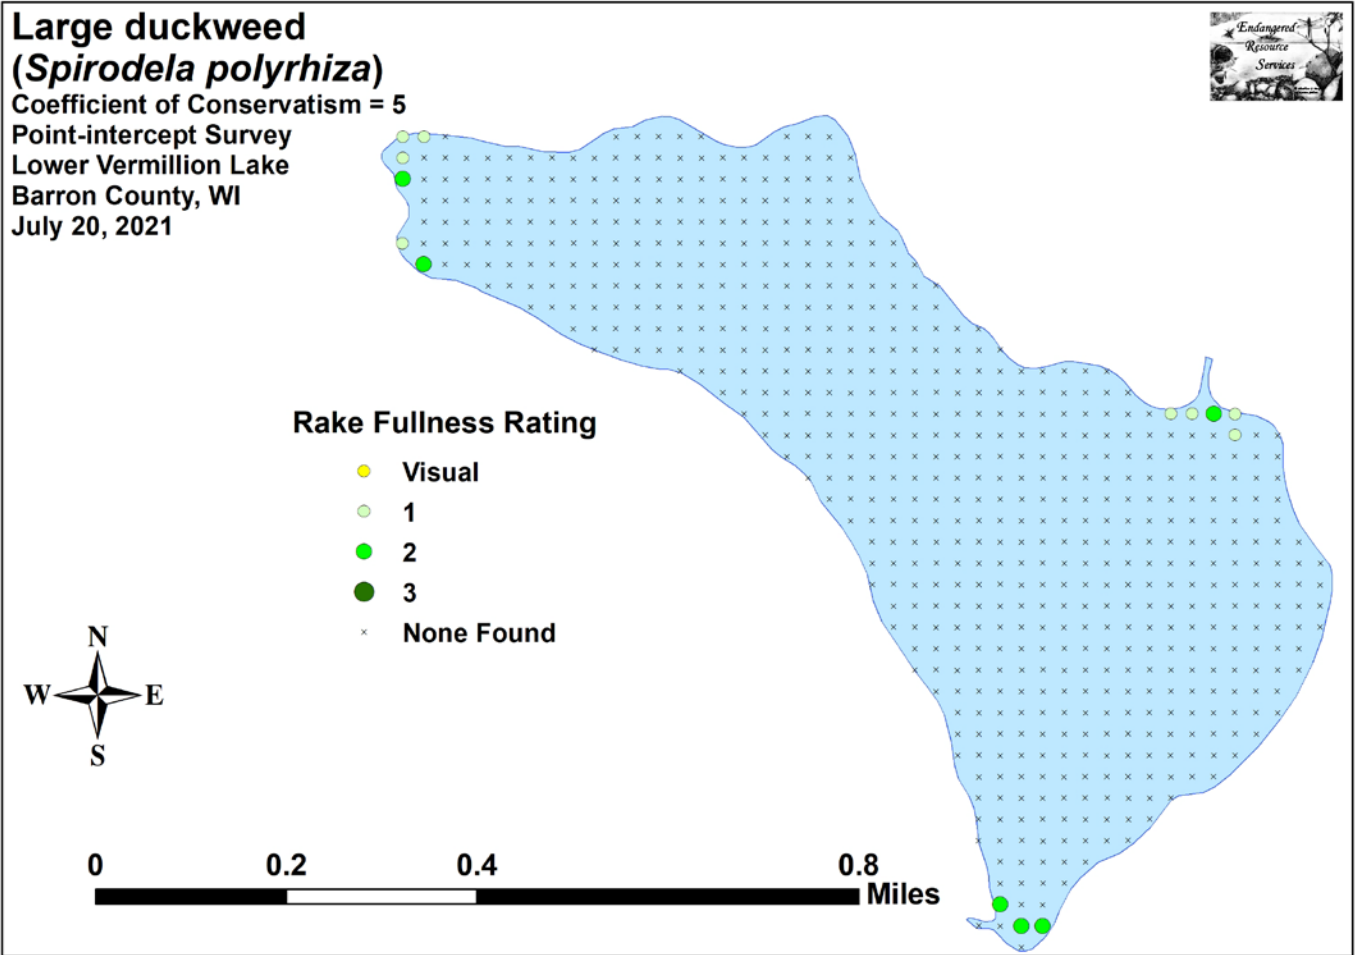 Large duckweed
(Spirodela polyrhiza)
Coefficient of Conservatism = 5
Point-intercept Survey
Lower Vermillion Lake
Barron County, WI
July 20, 2021
Endangered
Resource
Services
Rake Fullness Rating
Visual
1
2
3
None Found
N
W E
S
0 0.2 0.4 0.8
Miles